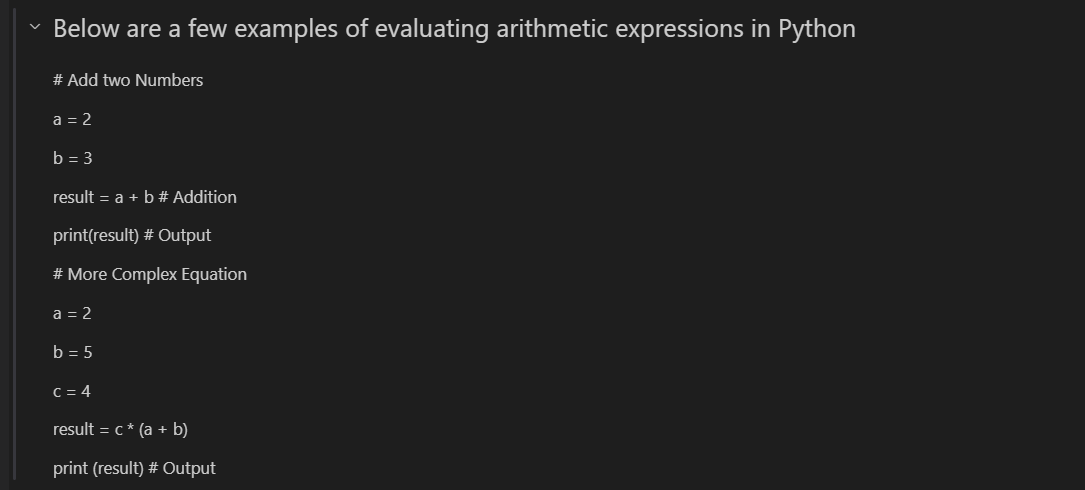 Below are a few examples of evaluating arithmetic expressions in Python
# Add two Numbers
a = 2
b = 3
result = a + b # Addition
print(result) # Output
# More Complex Equation
a = 2
b = 5
c = 4
result = c * (a + b)
print (result) # Output